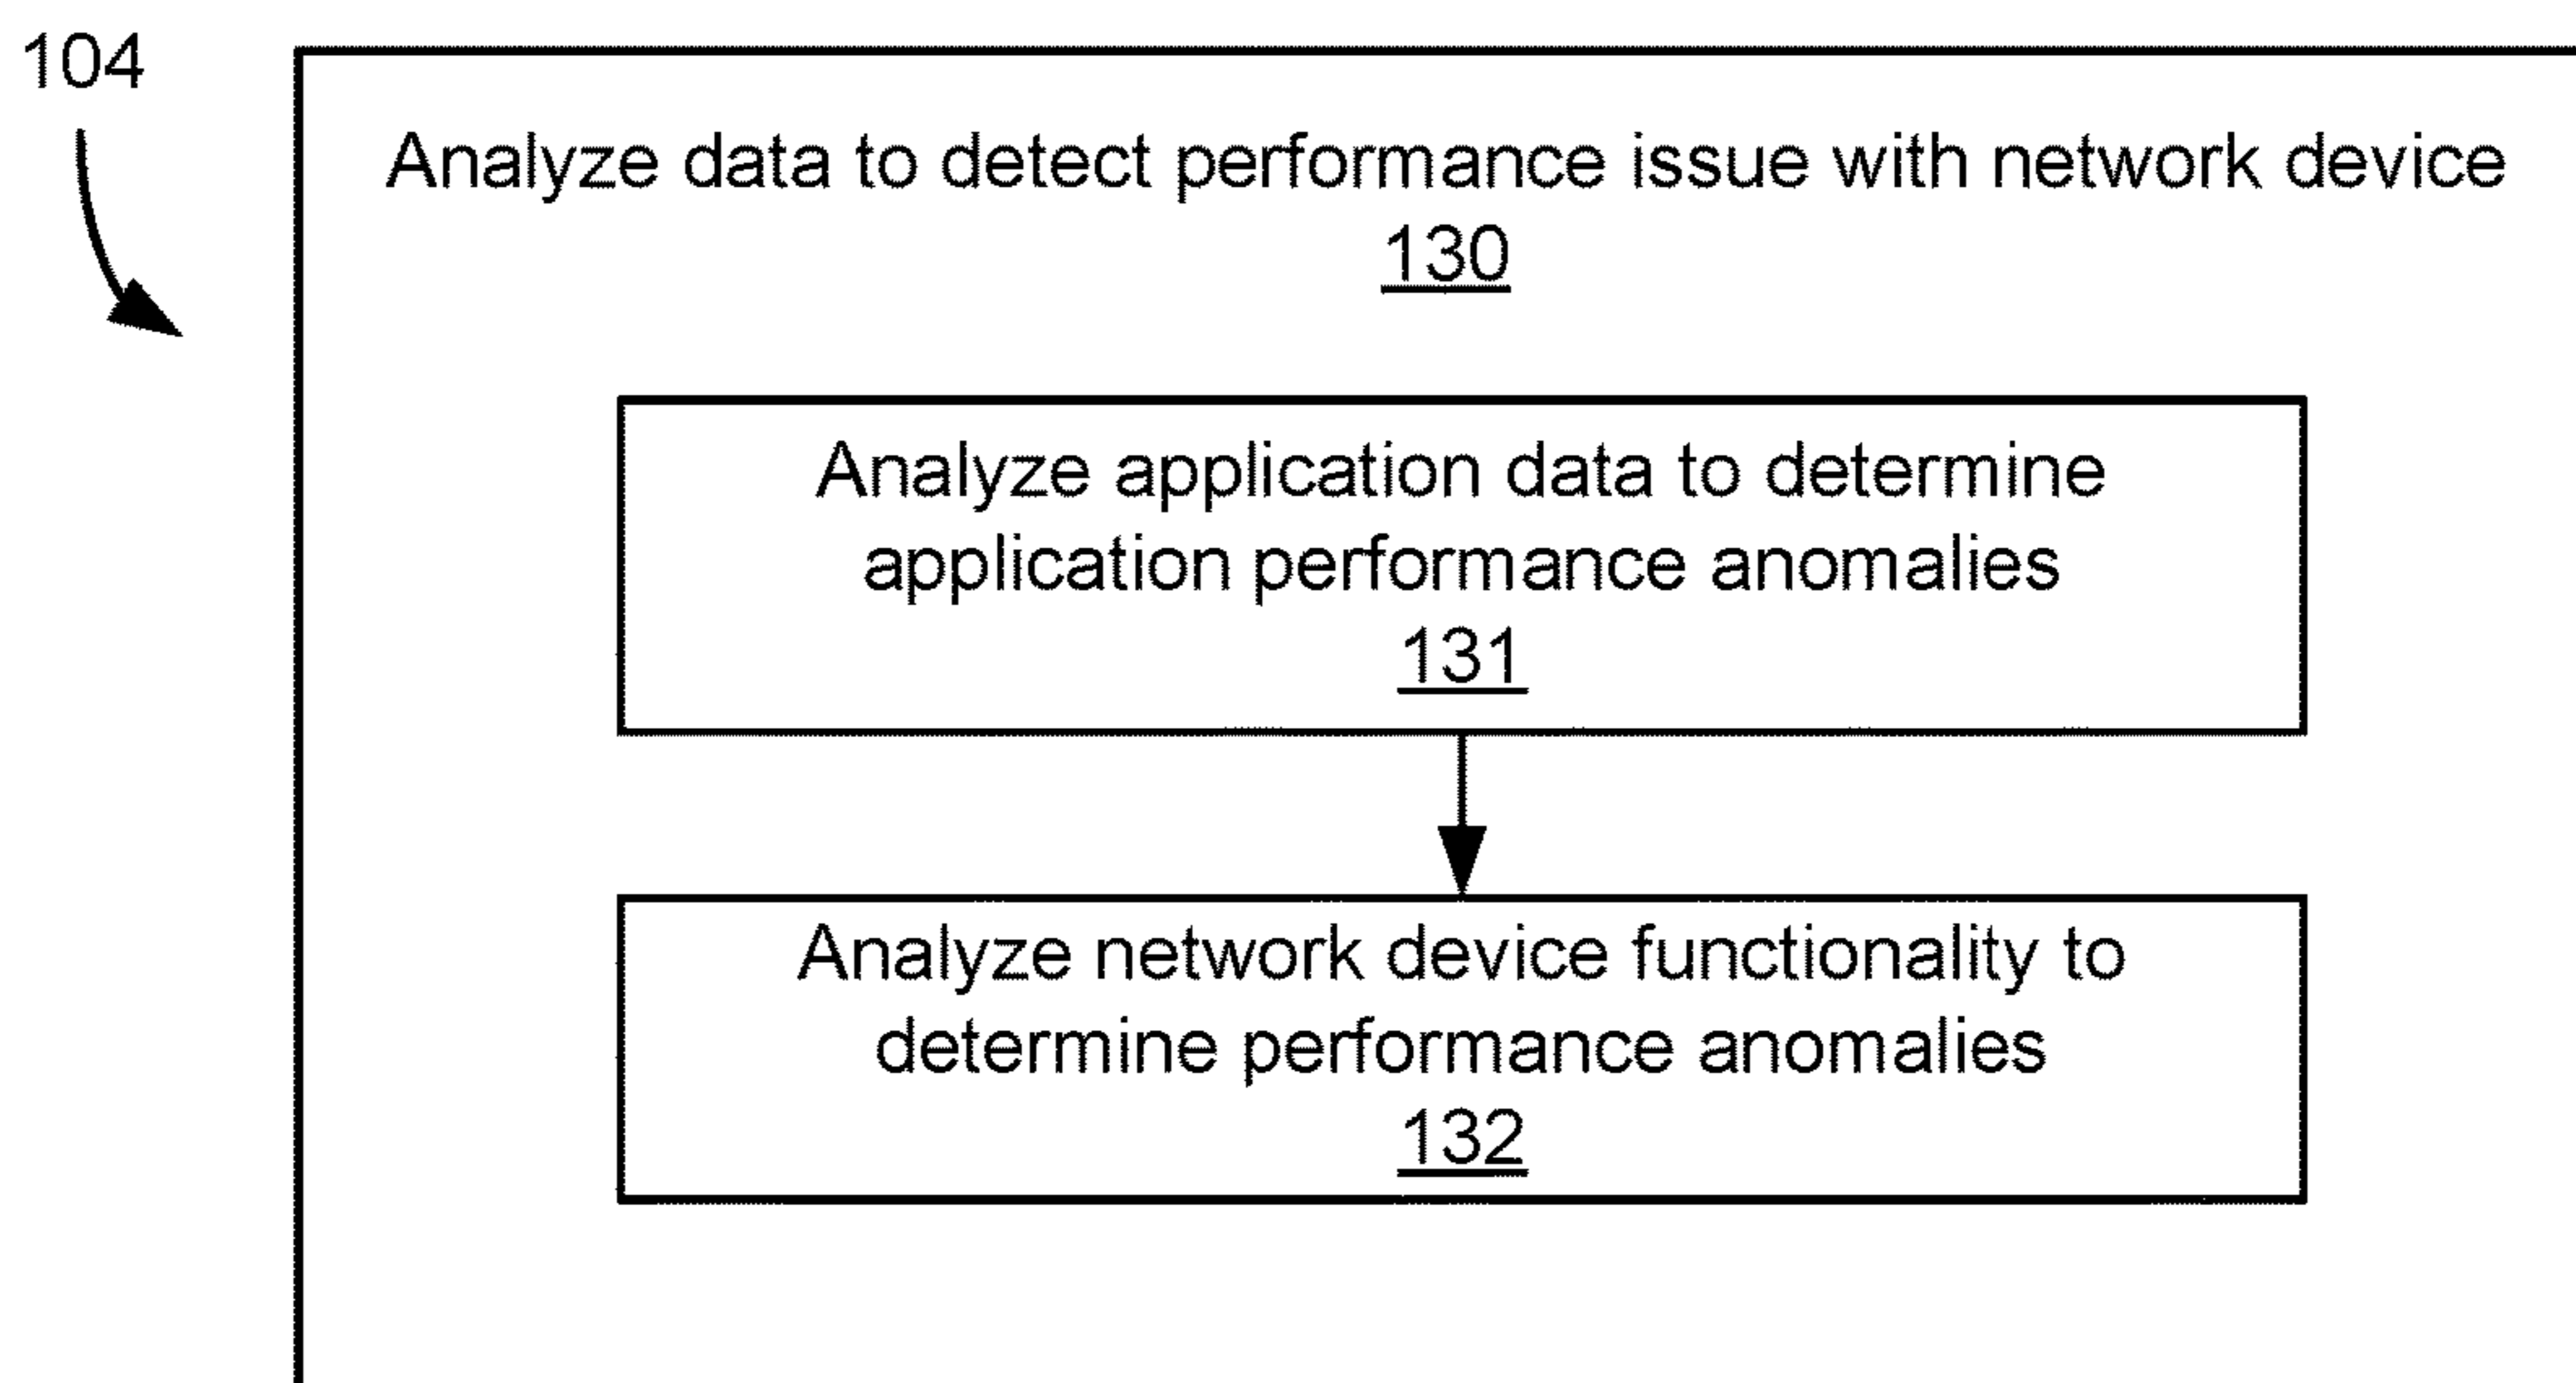 104
Analyze data to detect performance issue with network device
130
Analyze application data to determine
application performance anomalies
131
Analyze network device functionality to
determine performance anomalies
132